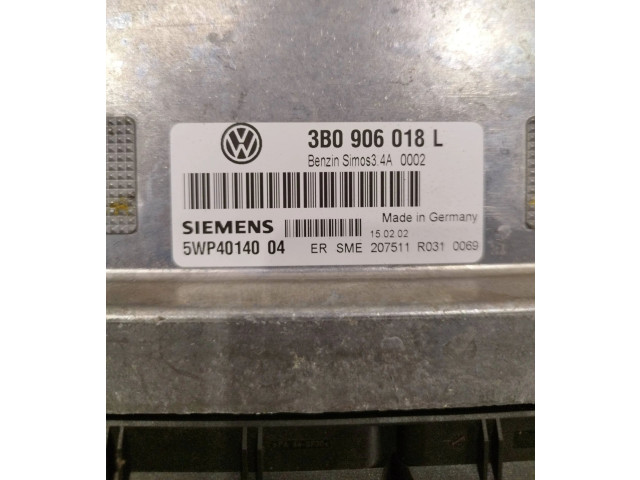 3B0 906 018 L
Benzin Simos3.4A 0002
Made in Germany
SIEMENS
15.02.02
5WP40140 04
ER SME 207511 R031 0069